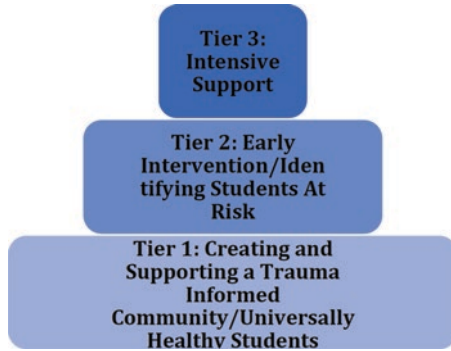 Tier 3:
Intensive
Support
Tier 2: Early
Intervention/Iden
tifying Students At
Risk
Tier 1: Creating and
Supporting a Trauma
Informed
Community/Universally
Healthy Students